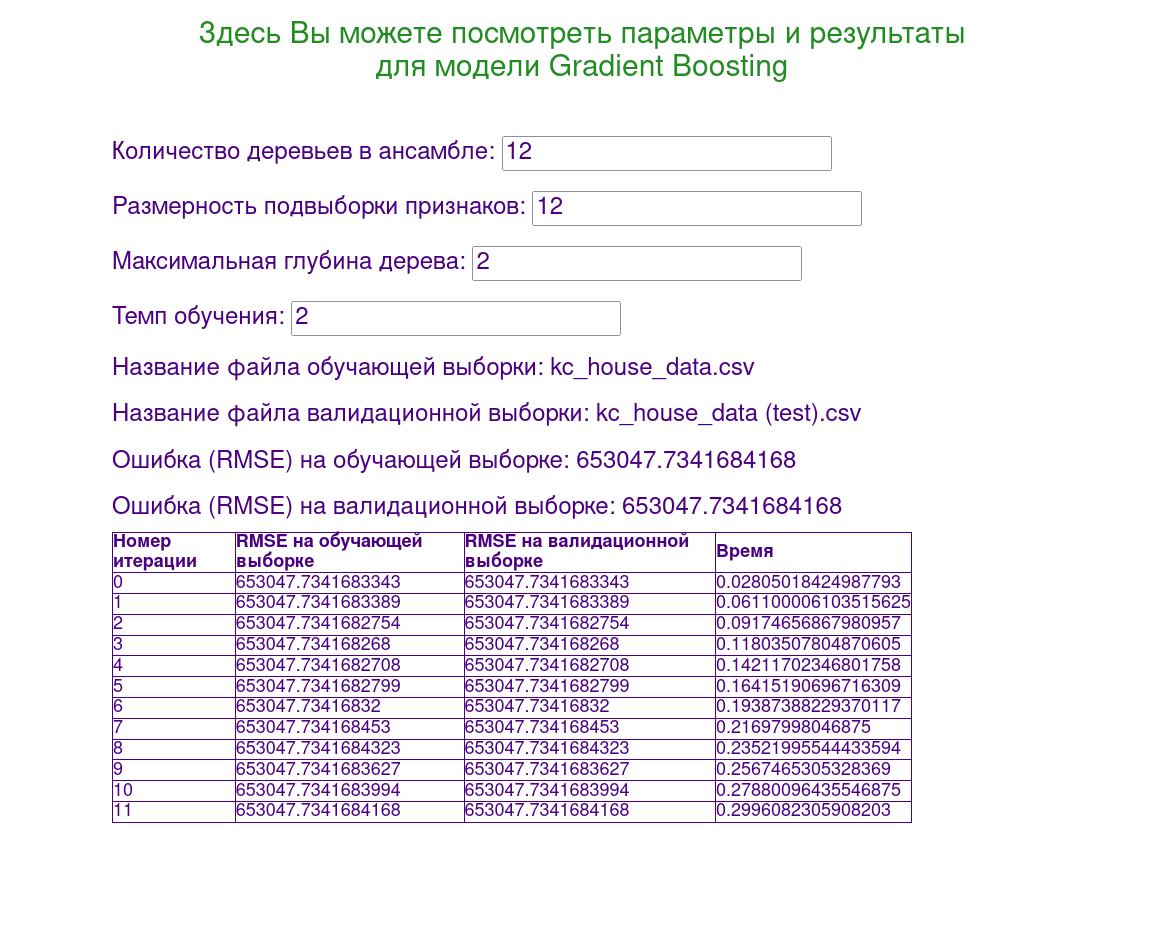 Здесь Вы можете посмотреть параметры и результаты
для модели Gradient Boosting
Количество деревьев в ансамбле: 12
Размерность подвыборки признаков: 12
Максимальная глубина дерева: 2
Темп обучения: 2
Название файла обучающей выборки: kc_house_data.csv
Название файла валидационной выборки: kc_house_data (test).csv
Ошибка (RMSE) на обучающей выборке: 653047.7341684168
Ошибка (RMSE) на валидационной выборке: 653047.7341684168
Номер итерации RMSE на обучающей выборке RMSE на валидационной выборке Время
0 653047.7341683343 653047.7341683343 0.02805018424987793
1 653047.7341683389 653047.7341683389 0.061100006103515625
2 653047.7341682754 653047.7341682754 0.09174656867980957
3 653047.734168268 653047.734168268 0.11803507804870605
4 653047.7341682708 653047.7341682708 0.14211702346801758
5 653047.7341682799 653047.7341682799 0.16415190696716309
6 653047.73416832 653047.73416832 0.19387388229370117
7 653047.734168453 653047.734168453 0.21697998046875
8 653047.7341684323 653047.7341684323 0.23521995544433594
9 653047.7341683627 653047.7341683627 0.2567465305328369
10 653047.7341683994 653047.7341683994 0.27880096435546875
11 653047.7341684168 653047.7341684168 0.2996082305908203